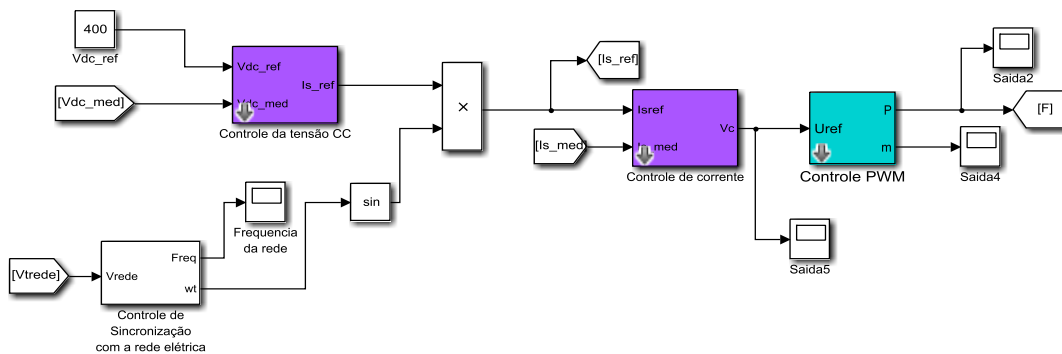 400
Vdc_ref
[Vdc_med]
Vdc_ref
Vdc_med
Is_ref
Controle da tensão CC
×
[Is_ref]
[Is_med]
Isref
Is_med
Vc
Controle de corrente
Uref
P
m
Controle PWM
Saida2
[F]
Saida4
Saida5
sin
Frequencia
da rede
[Vtrede]
Vrede
Freq
wt
Controle de
Sincronização
com a rede elétrica